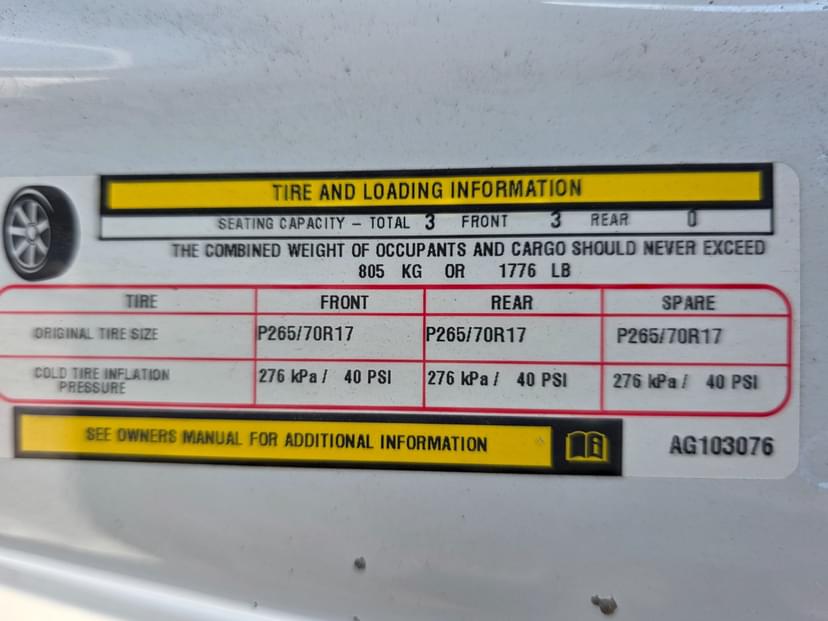 TIRE AND LOADING INFORMATION
SEATING CAPACITY – TOTAL 3 FRONT 3 REAR 0
THE COMBINED WEIGHT OF OCCUPANTS AND CARGO SHOULD NEVER EXCEED
805 KG OR 1776 LB
TIRE FRONT REAR SPARE
ORIGINAL TIRE SIZE P265/70R17 P265/70R17 P265/70R17
COLD TIRE INFLATION PRESSURE 276 kPa / 40 PSI 276 kPa / 40 PSI 276 kPa / 40 PSI
SEE OWNERS MANUAL FOR ADDITIONAL INFORMATION AG103076